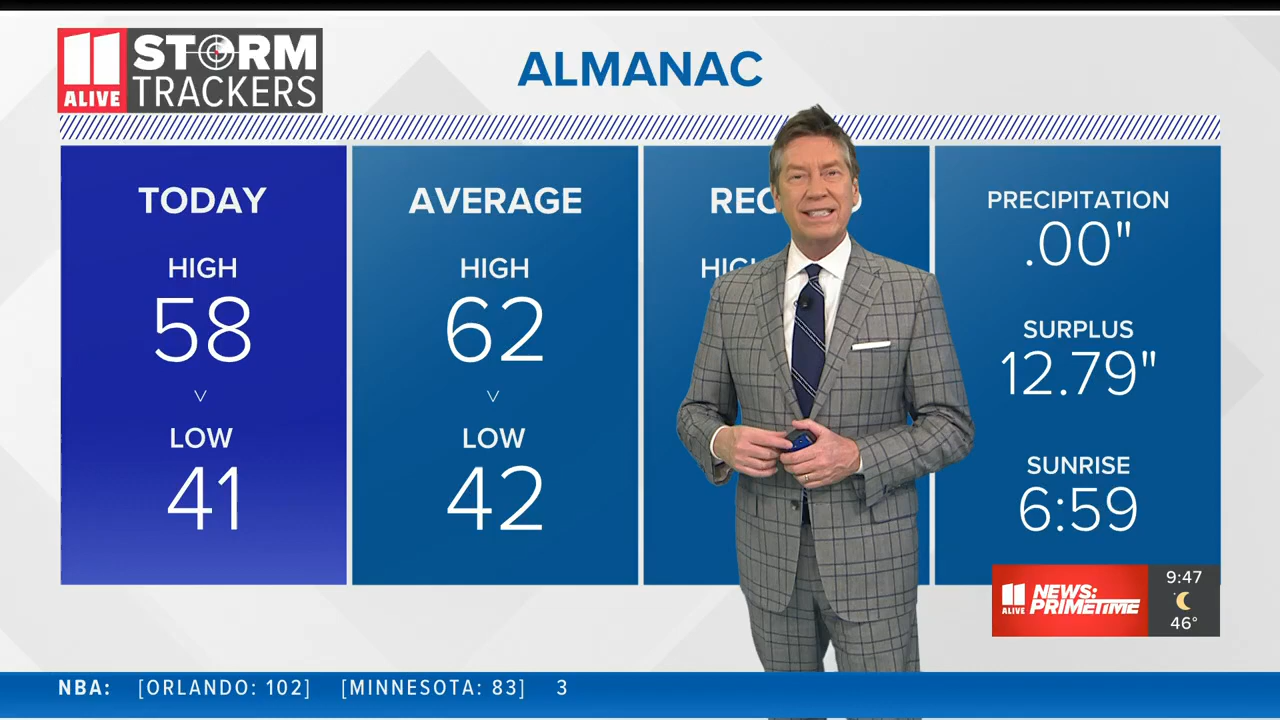 11 ALIVE
STORM TRACKERS
ALMANAC
TODAY
HIGH
58
LOW
41
AVERAGE
HIGH
62
LOW
42
PRECIPITATION
.00"
SURPLUS
12.79"
SUNRISE
6:59
11 ALIVE
NEWS:
PRIMETIME
9:47
46°
NBA: [ORLANDO: 102] [MINNESOTA: 83] 3